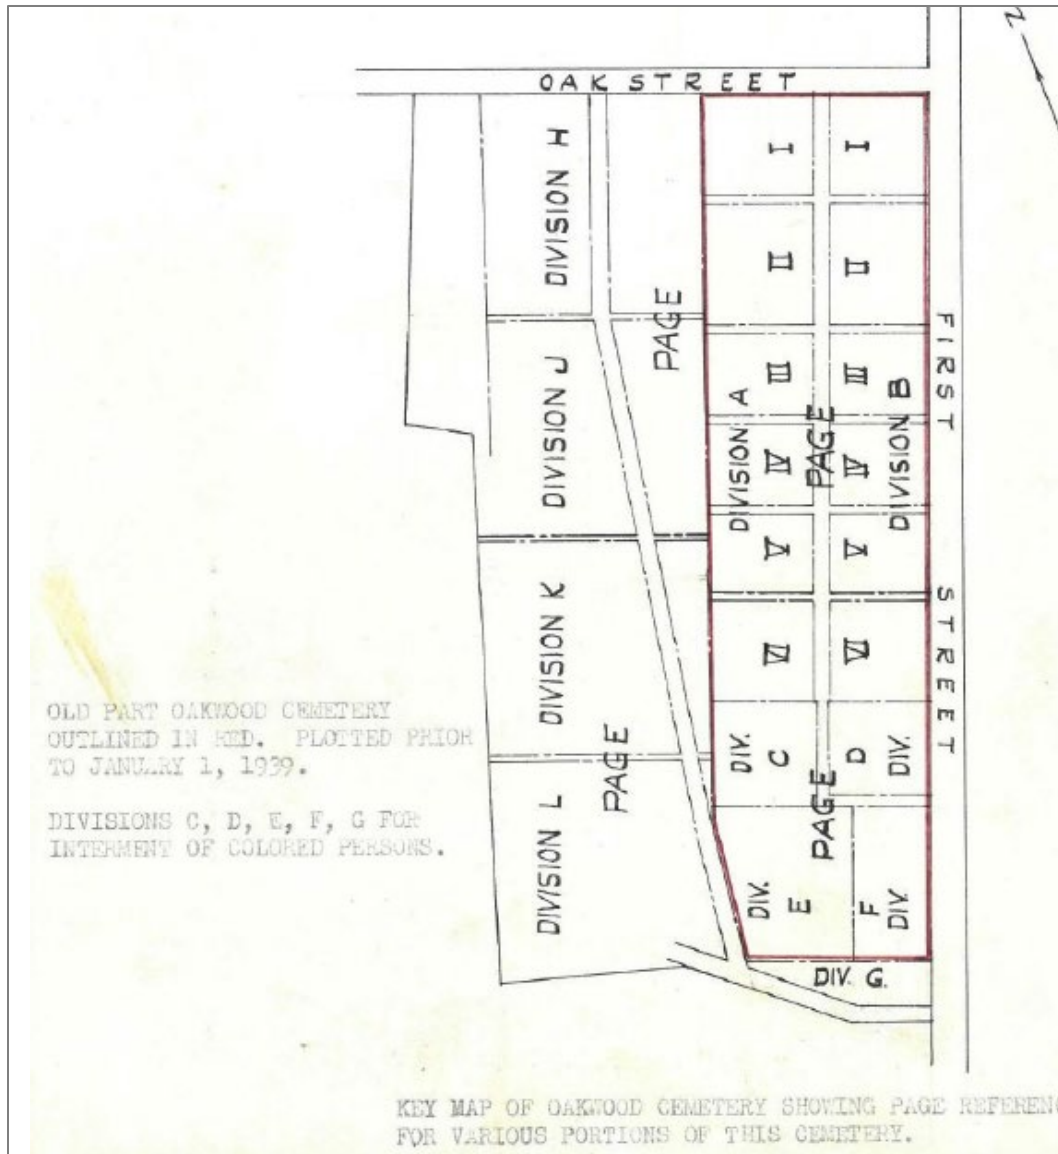 N
OAK STREET
DIVISION H
DIVISION J
DIVISION K
DIVISION L
PAGE
PAGE
I
II
III
IV
V
VI
DIVISION A
I
II
III
IV
V
VI
DIVISION B
PAGE
FIRST STREET
DIV. C
D DIV.
PAGE
DIV. E
F DIV.
DIV. G.
OLD PART OAKWOOD CEMETERY
OUTLINED IN RED. PLOTTED PRIOR
TO JANUARY 1, 1939.
DIVISIONS C, D, E, F, G FOR
INTERMENT OF COLORED PERSONS.
KEY MAP OF OAKWOOD CEMETERY SHOWING PAGE REFEREN
FOR VARIOUS PORTIONS OF THIS CEMETERY.